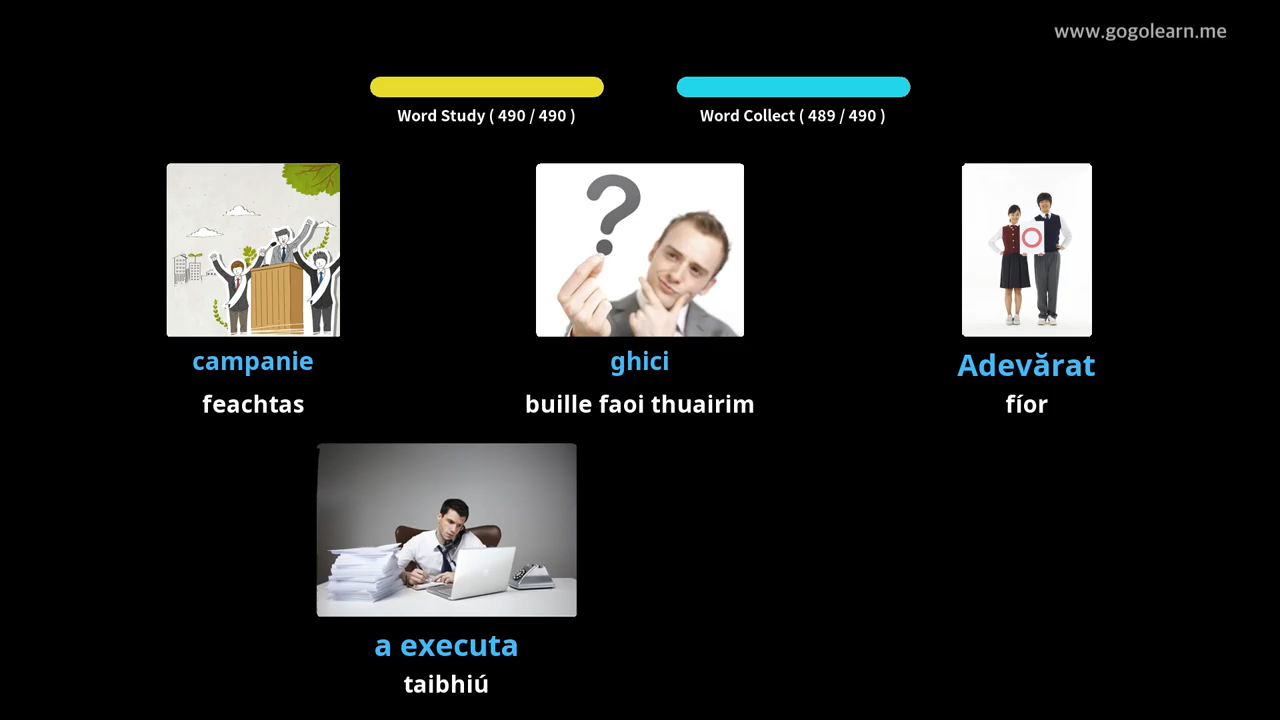 www.gogolearn.me
Word Study ( 490 / 490 )
Word Collect ( 489 / 490 )
campanie
feachtas
ghici
buille faoi thuairim
Adevărat
fíor
a executa
taibhiú